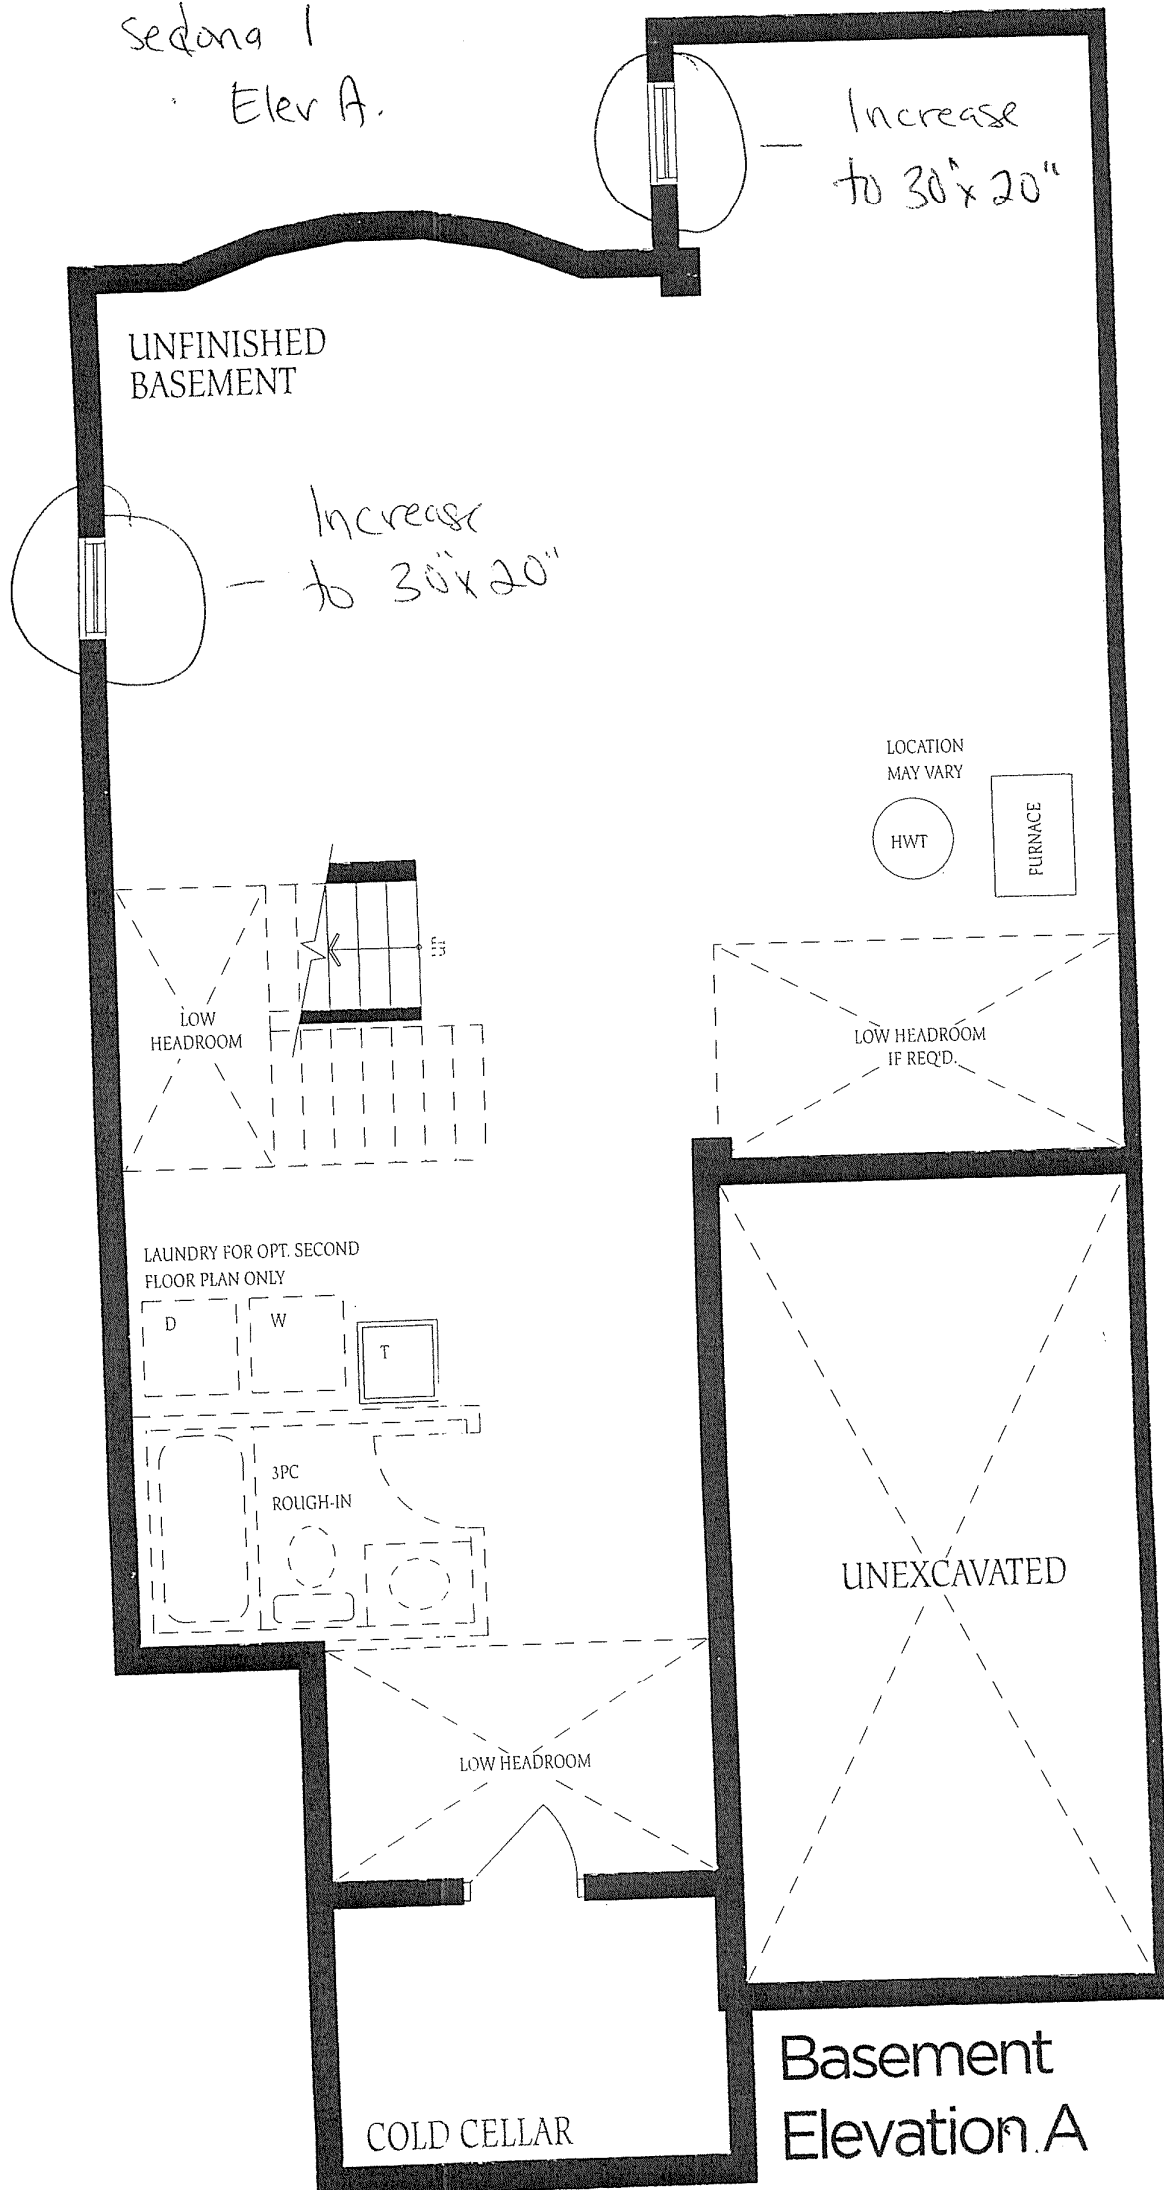 Sedona 1
Elev A.
Increase
to 30"x 20"
UNFINISHED
BASEMENT
Increase
to 30"x 20"
LOCATION
MAY VARY
HWT
FURNACE
UP
LOW
HEADROOM
LOW HEADROOM
IF REQ'D.
LAUNDRY FOR OPT. SECOND
FLOOR PLAN ONLY
D
W
T
3PC
ROUGH-IN
UNEXCAVATED
LOW HEADROOM
COLD CELLAR
Basement
Elevation A